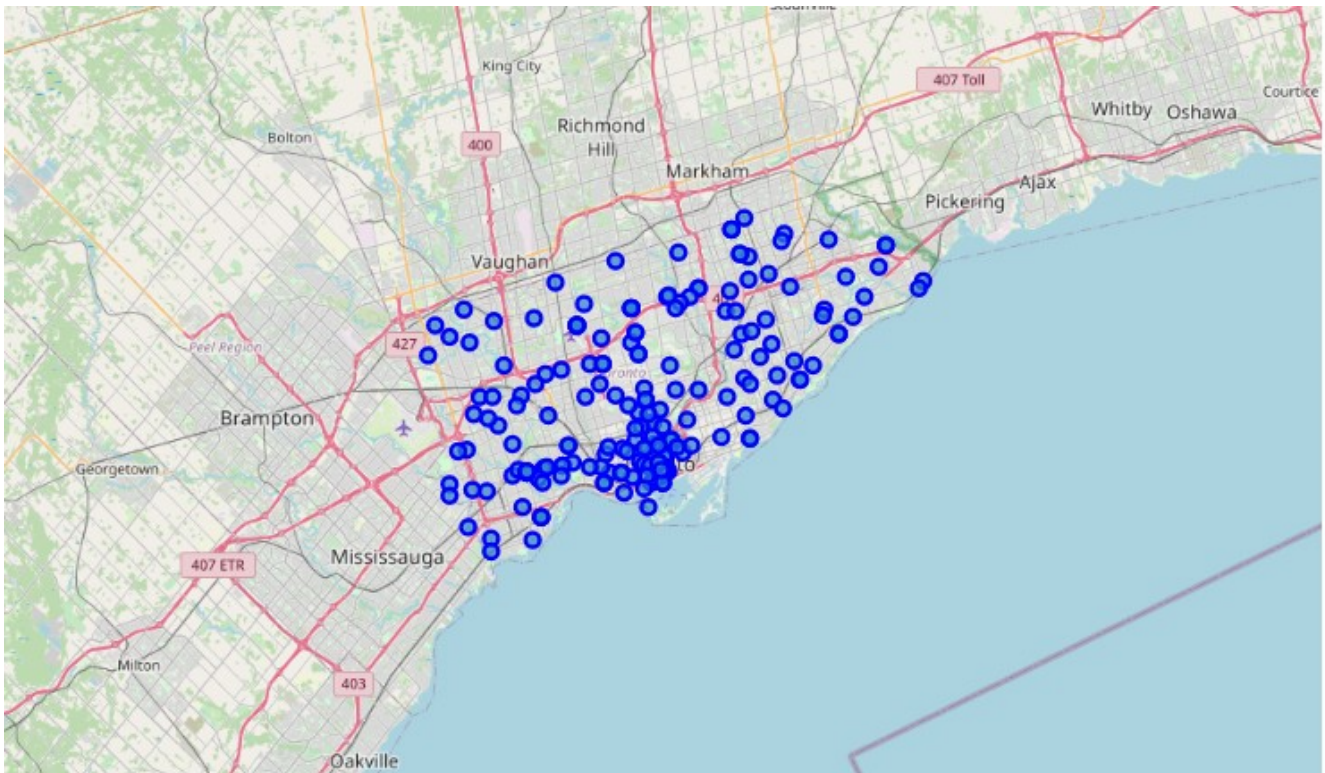 Stouffville
King City
407 Toll
Courtice
Whitby
Oshawa
Richmond
Hill
Bolton
400
Markham
Ajax
Pickering
Vaughan
427
Peel Region
Brampton
Georgetown
Mississauga
407 ETR
Milton
403
Oakville